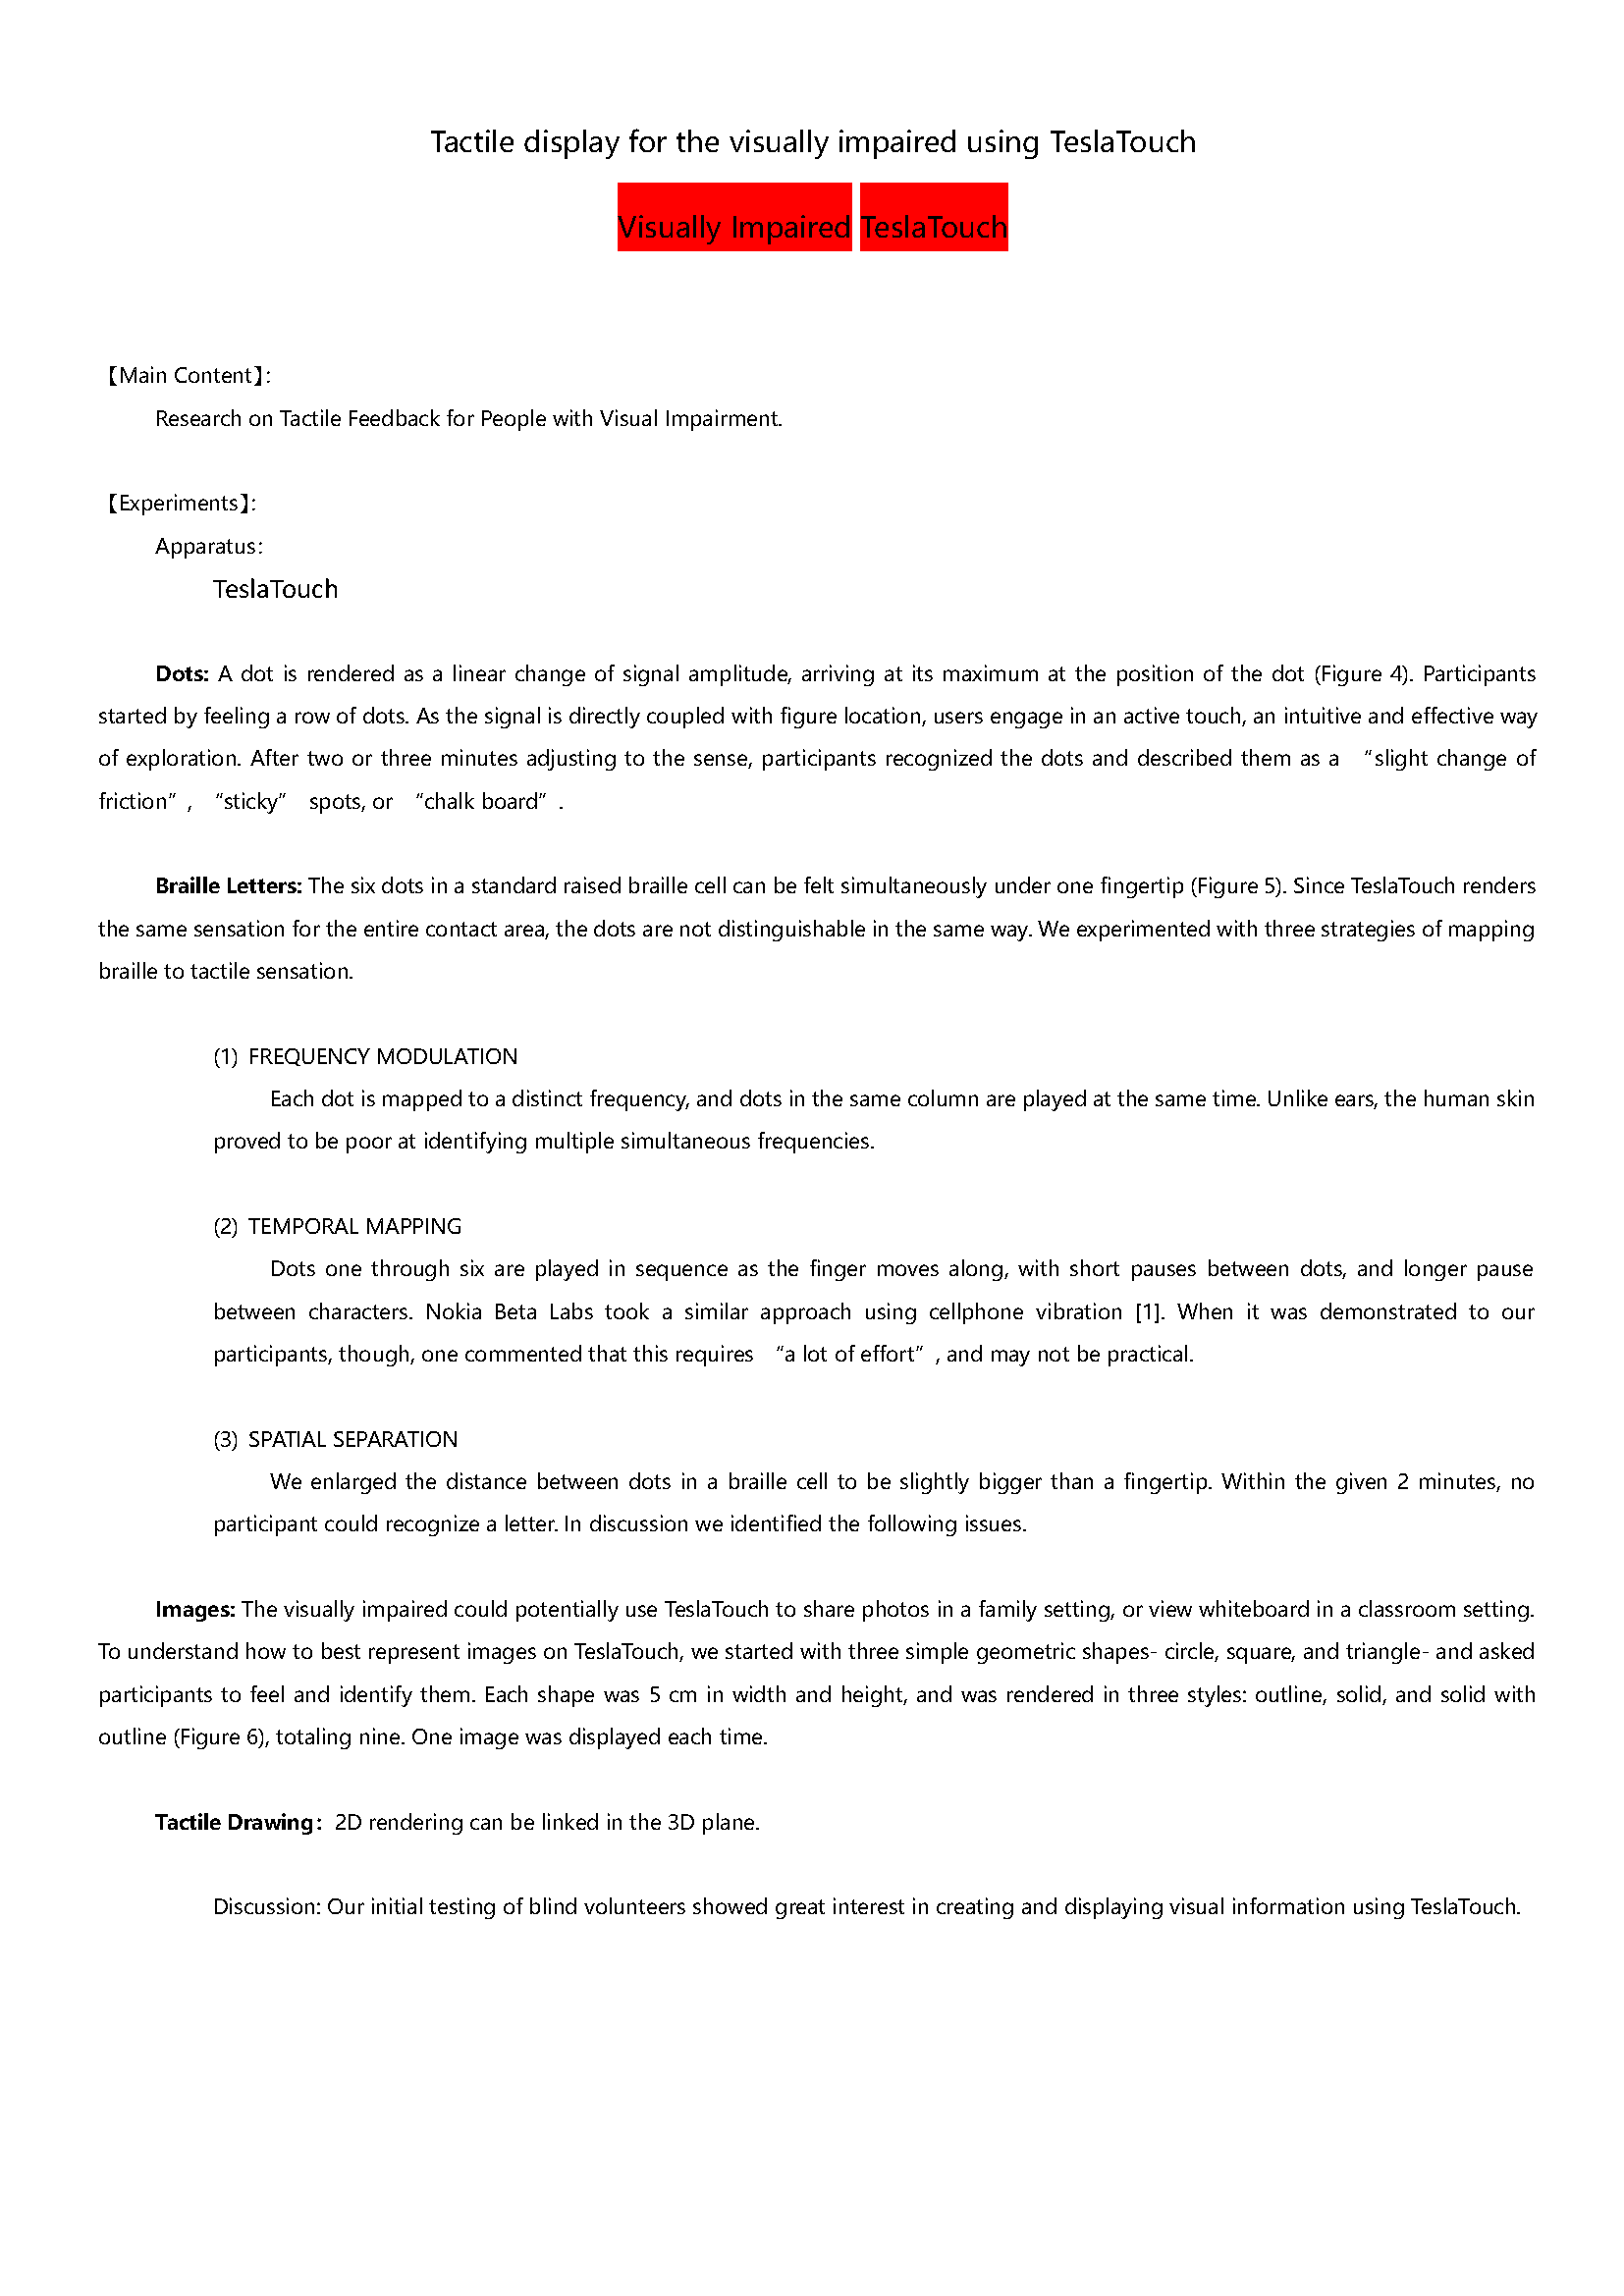 Tactile display for the visually impaired using TeslaTouch
Visually Impaired TeslaTouch
【Main Content】:
Research on Tactile Feedback for People with Visual Impairment.
【Experiments】:
Apparatus:
TeslaTouch
Dots: A dot is rendered as a linear change of signal amplitude, arriving at its maximum at the position of the dot (Figure 4). Participants
started by feeling a row of dots. As the signal is directly coupled with figure location, users engage in an active touch, an intuitive and effective way
of exploration. After two or three minutes adjusting to the sense, participants recognized the dots and described them as a “slight change of
friction”, “sticky” spots, or “chalk board”.
Braille Letters: The six dots in a standard raised braille cell can be felt simultaneously under one fingertip (Figure 5). Since TeslaTouch renders
the same sensation for the entire contact area, the dots are not distinguishable in the same way. We experimented with three strategies of mapping
braille to tactile sensation.
(1) FREQUENCY MODULATION
Each dot is mapped to a distinct frequency, and dots in the same column are played at the same time. Unlike ears, the human skin
proved to be poor at identifying multiple simultaneous frequencies.
(2) TEMPORAL MAPPING
Dots one through six are played in sequence as the finger moves along, with short pauses between dots, and longer pause
between characters. Nokia Beta Labs took a similar approach using cellphone vibration [1]. When it was demonstrated to our
participants, though, one commented that this requires “a lot of effort”, and may not be practical.
(3) SPATIAL SEPARATION
We enlarged the distance between dots in a braille cell to be slightly bigger than a fingertip. Within the given 2 minutes, no
participant could recognize a letter. In discussion we identified the following issues.
Images: The visually impaired could potentially use TeslaTouch to share photos in a family setting, or view whiteboard in a classroom setting.
To understand how to best represent images on TeslaTouch, we started with three simple geometric shapes- circle, square, and triangle- and asked
participants to feel and identify them. Each shape was 5 cm in width and height, and was rendered in three styles: outline, solid, and solid with
outline (Figure 6), totaling nine. One image was displayed each time.
Tactile Drawing：2D rendering can be linked in the 3D plane.
Discussion: Our initial testing of blind volunteers showed great interest in creating and displaying visual information using TeslaTouch.